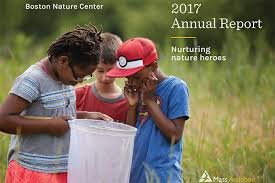 Boston Nature Center
2017
Annual Report
Nurturing
nature heroes
Mass Audubon